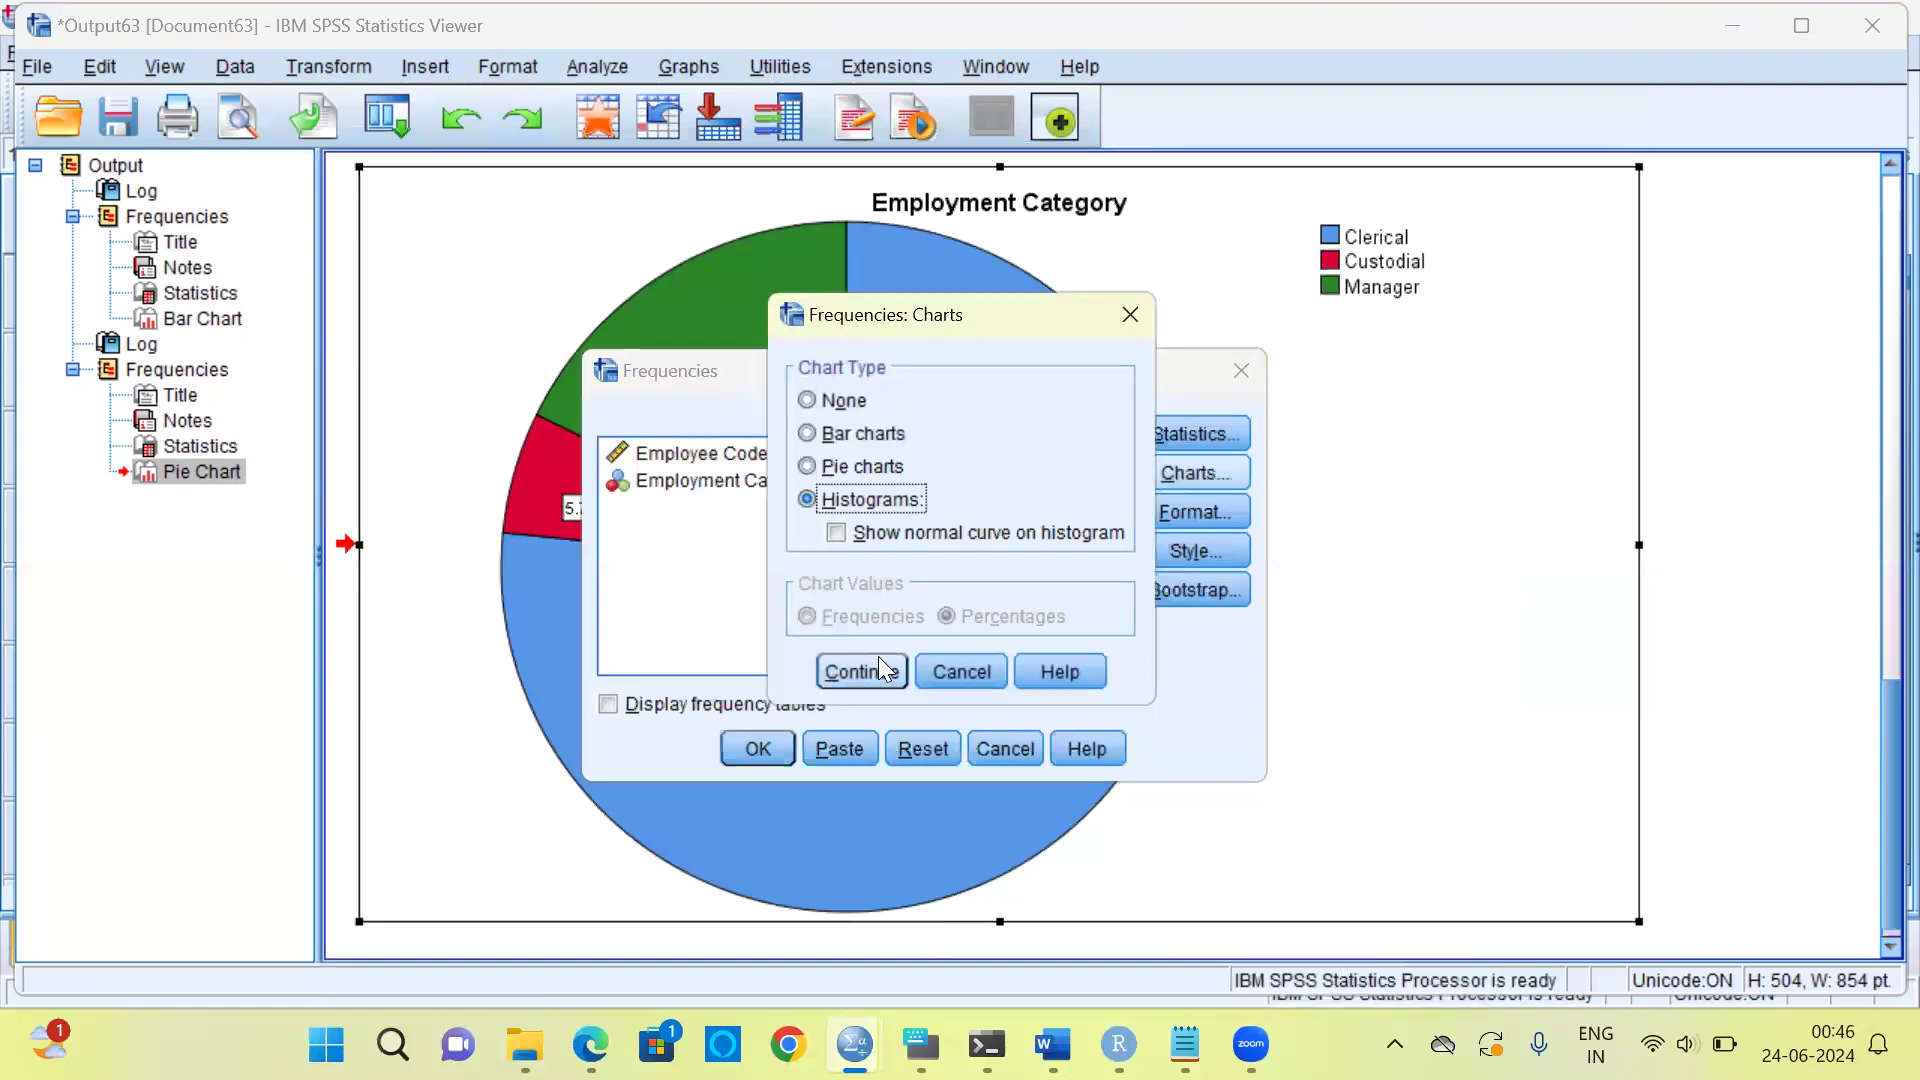 *Output63 [Document63] - IBM SPSS Statistics Viewer
File Edit View Data Transform Insert Format Analyze Graphs Utilities Extensions Window Help
Output
Log
Frequencies
Title
Notes
Statistics
Bar Chart
Log
Frequencies
Title
Notes
Statistics
Pie Chart
Employment Category
Clerical
Custodial
Manager
Frequencies: Charts
Chart Type
None
Bar charts
Pie charts
Histograms:
Show normal curve on histogram
Chart Values
Frequencies Percentages
Continue Cancel Help
Frequencies
Employee Code
Employment Ca
Statistics...
Charts...
Format...
Style...
Bootstrap...
Display frequency tables
OK Paste Reset Cancel Help
IBM SPSS Statistics Processor is ready Unicode:ON H: 504, W: 854 pt.
1
1
W
R
zoom
ENG
IN
00:46
24-06-2024